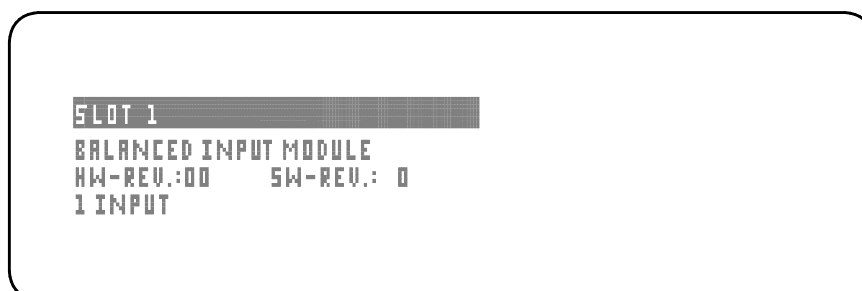 SLOT 1
BALANCED INPUT MODULE
HW-REV.:00 SW-REV.: 0
1 INPUT